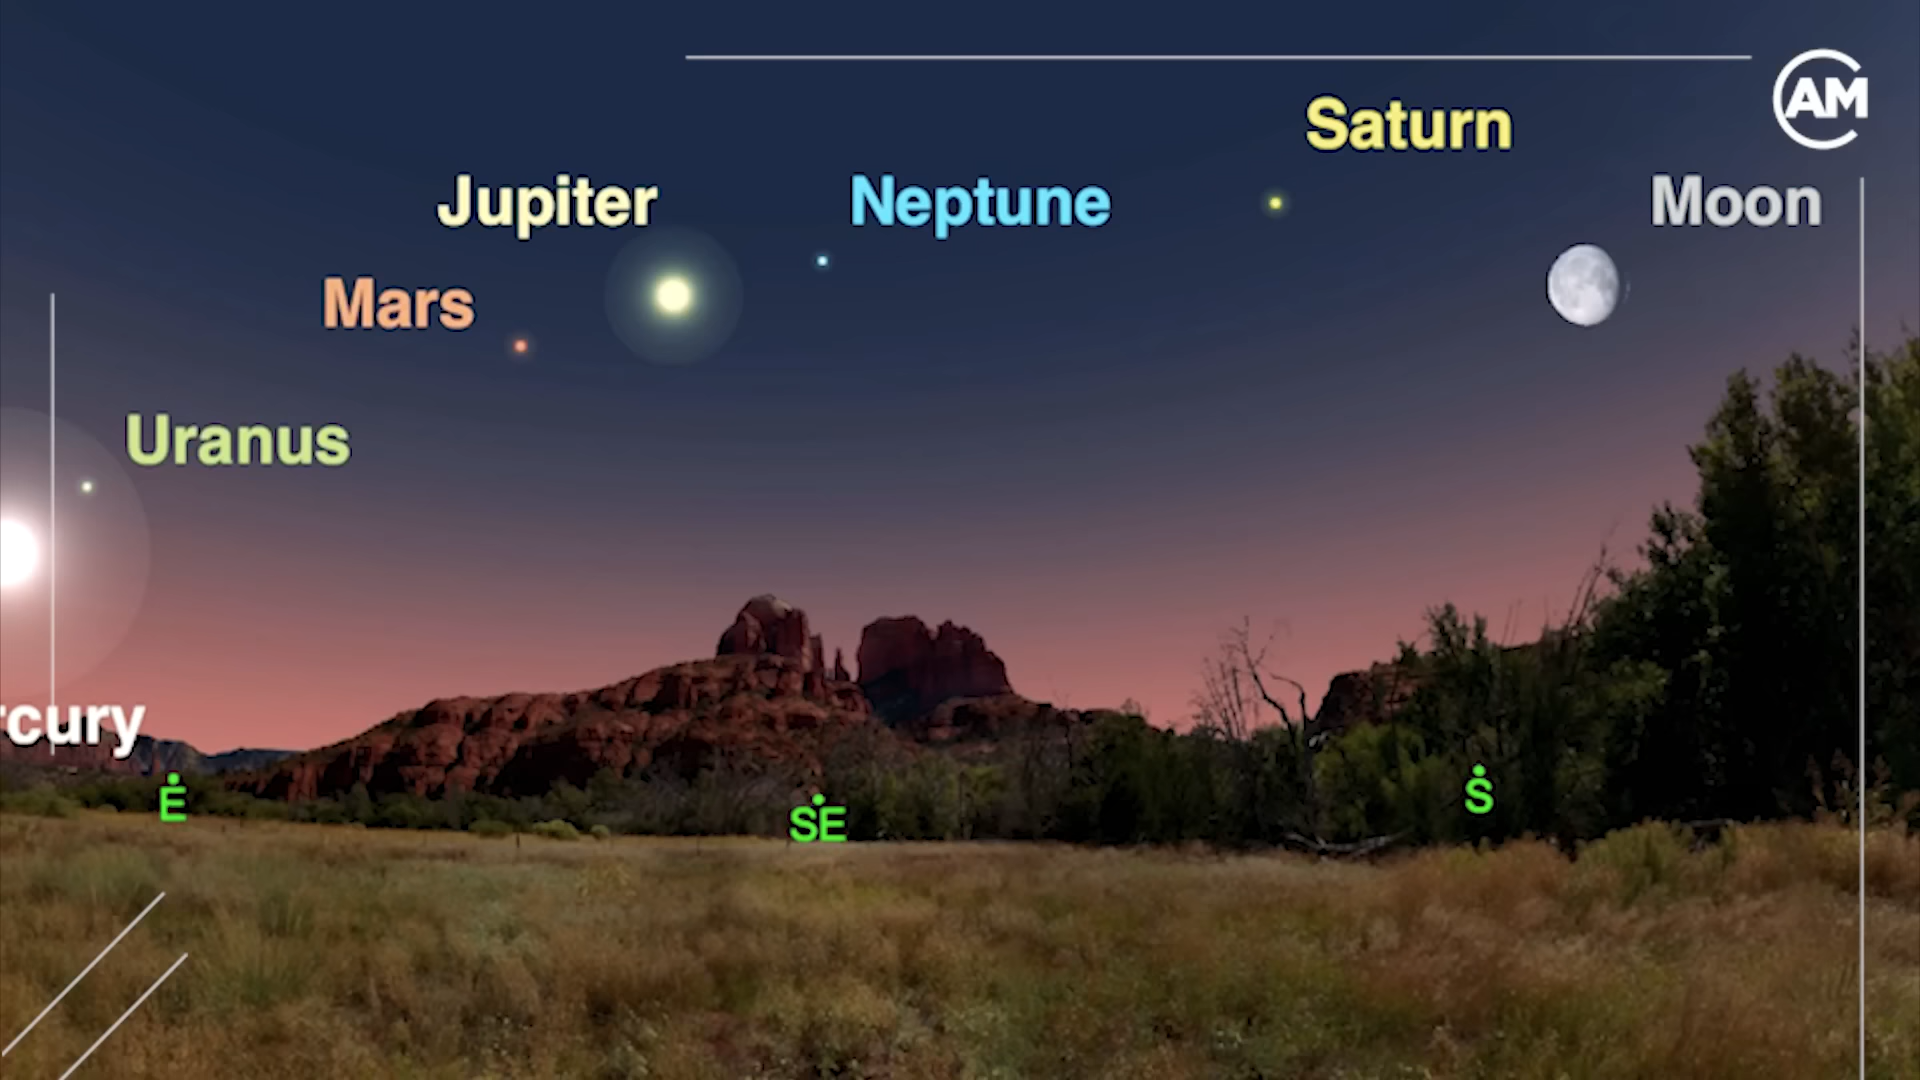 Saturn
AM
Jupiter
Neptune
Moon
Mars
Uranus
rcury
E
SE
S